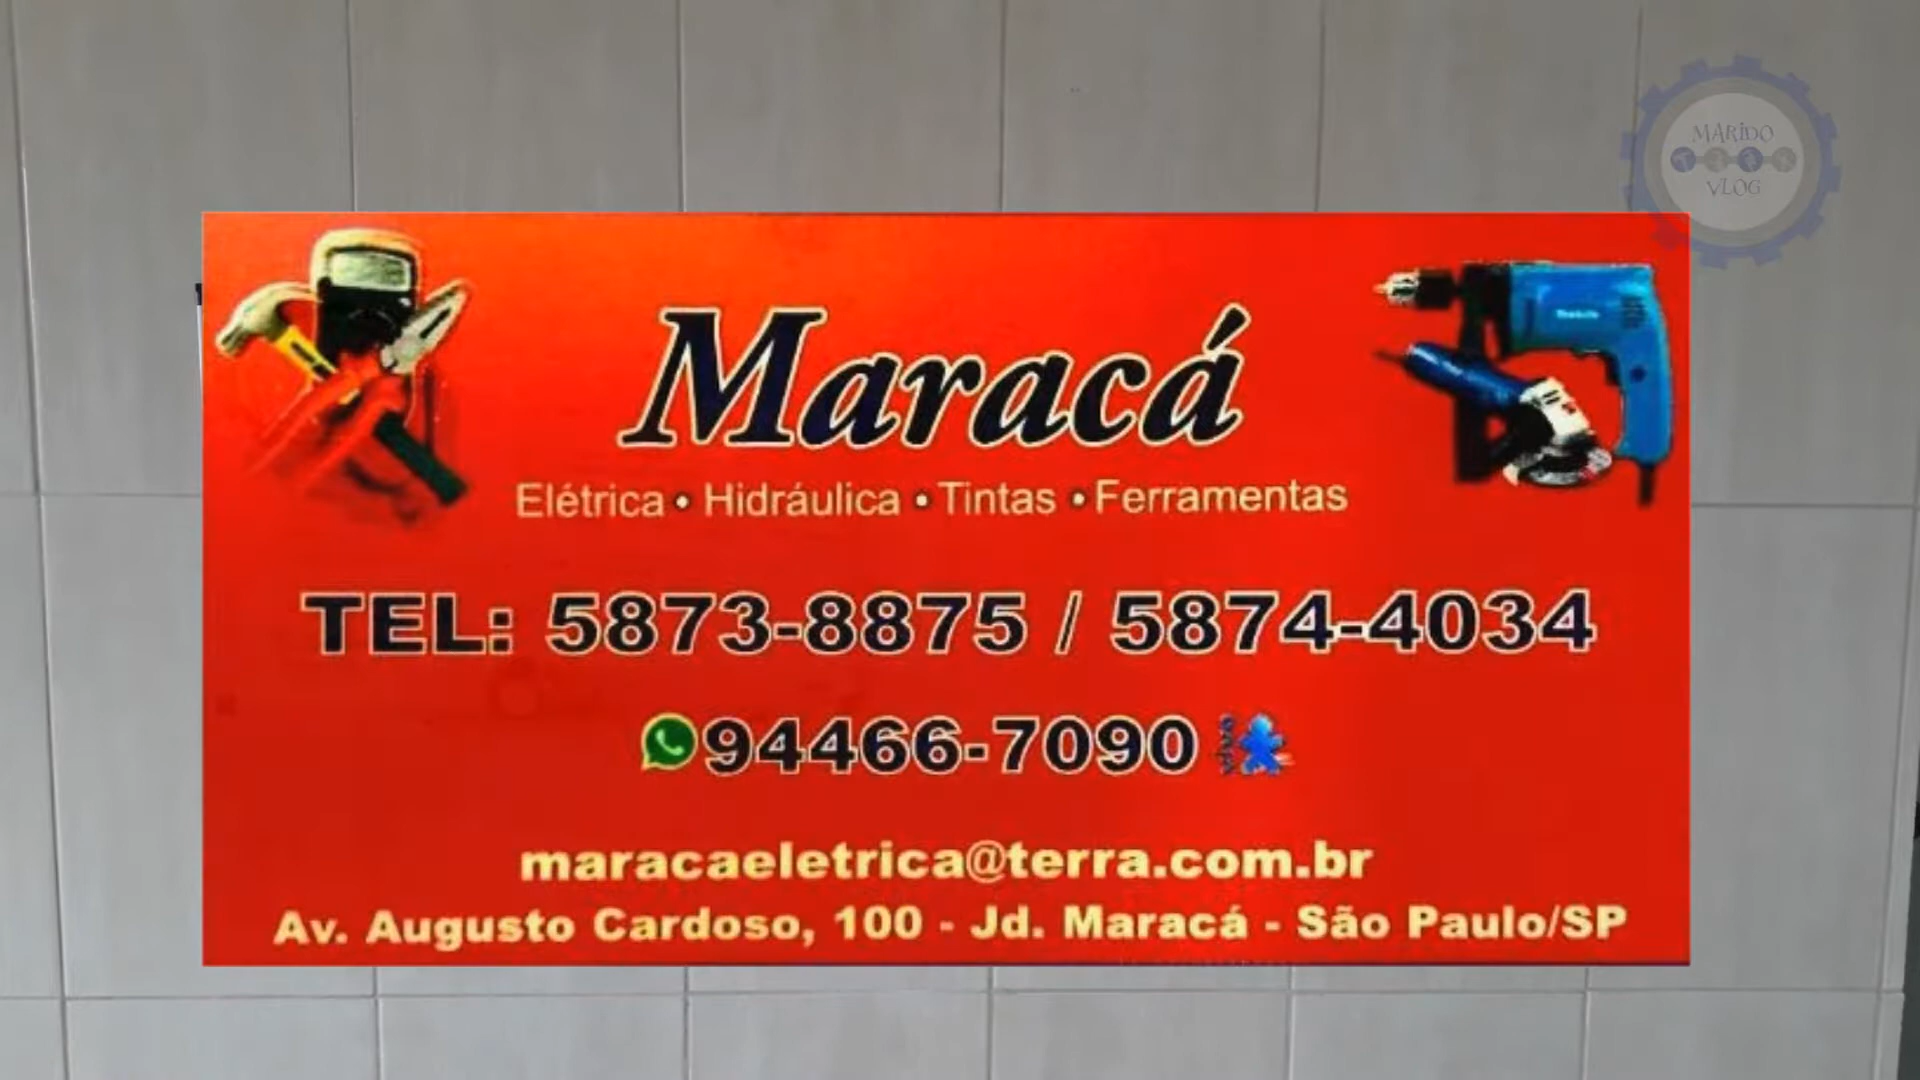 MARIDO
VLOG
Maracá
Elétrica • Hidráulica • Tintas • Ferramentas
TEL: 5873-8875 / 5874-4034
94466-7090
maracaeletrica@terra.com.br
Av. Augusto Cardoso, 100 - Jd. Maracá - São Paulo/SP